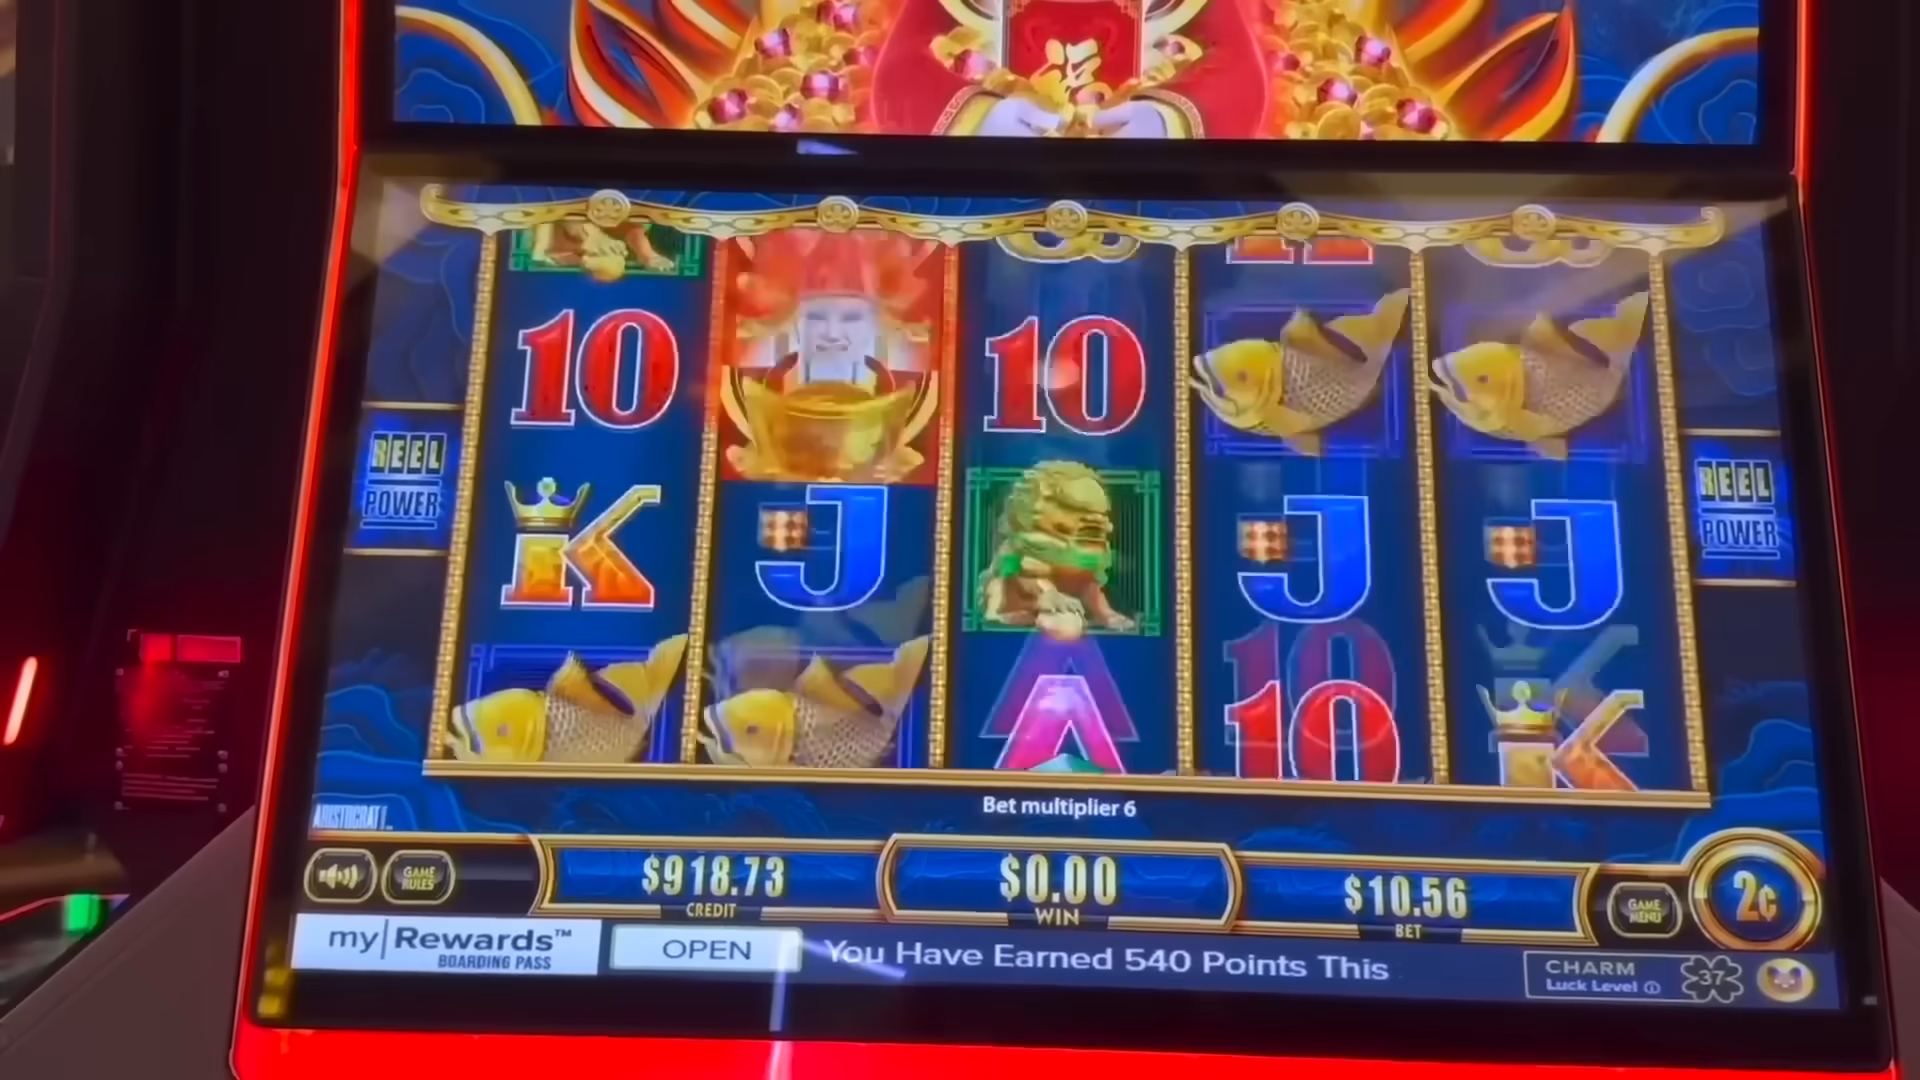 福
10
10
REEL
POWER
REEL
POWER
K
J
J
J
A
10
K
Bet multiplier 6
ARISTOCRAT
GAME
RULES
$918.73
CREDIT
$0.00
WIN
$10.56
BET
GAME
MENU
2¢
my|Rewards™
BOARDING PASS
OPEN
You Have Earned 540 Points This
CHARM
Luck Level ⓘ
37